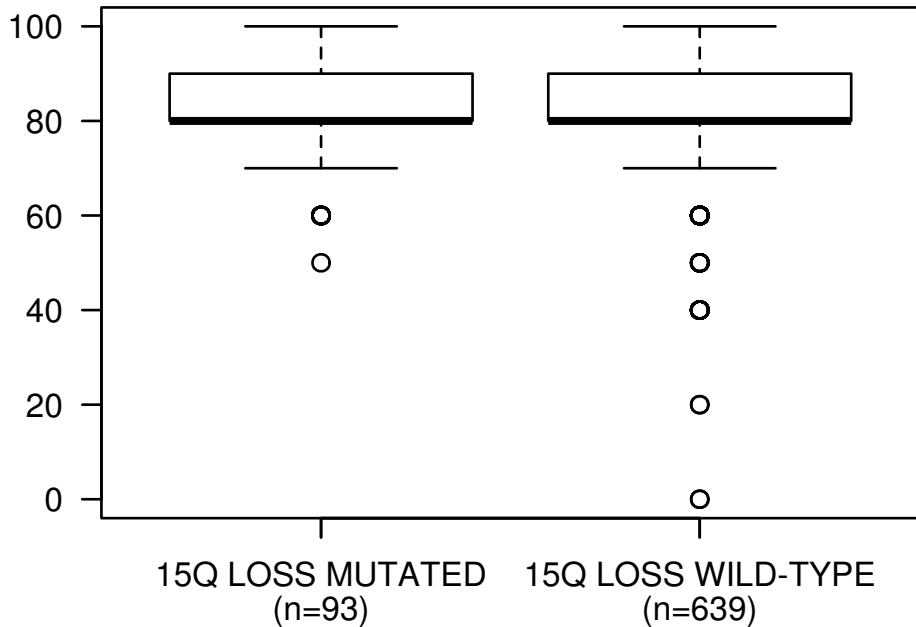 100
80
60
40
20
0
15Q LOSS MUTATED
(n=93)
15Q LOSS WILD-TYPE
(n=639)